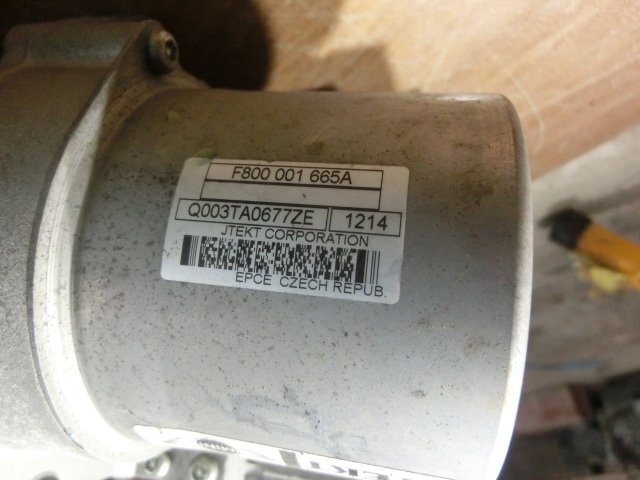 F800 001 665A
Q003TA0677ZE 1214
JTEKT CORPORATION
EPCE CZECH REPUB.